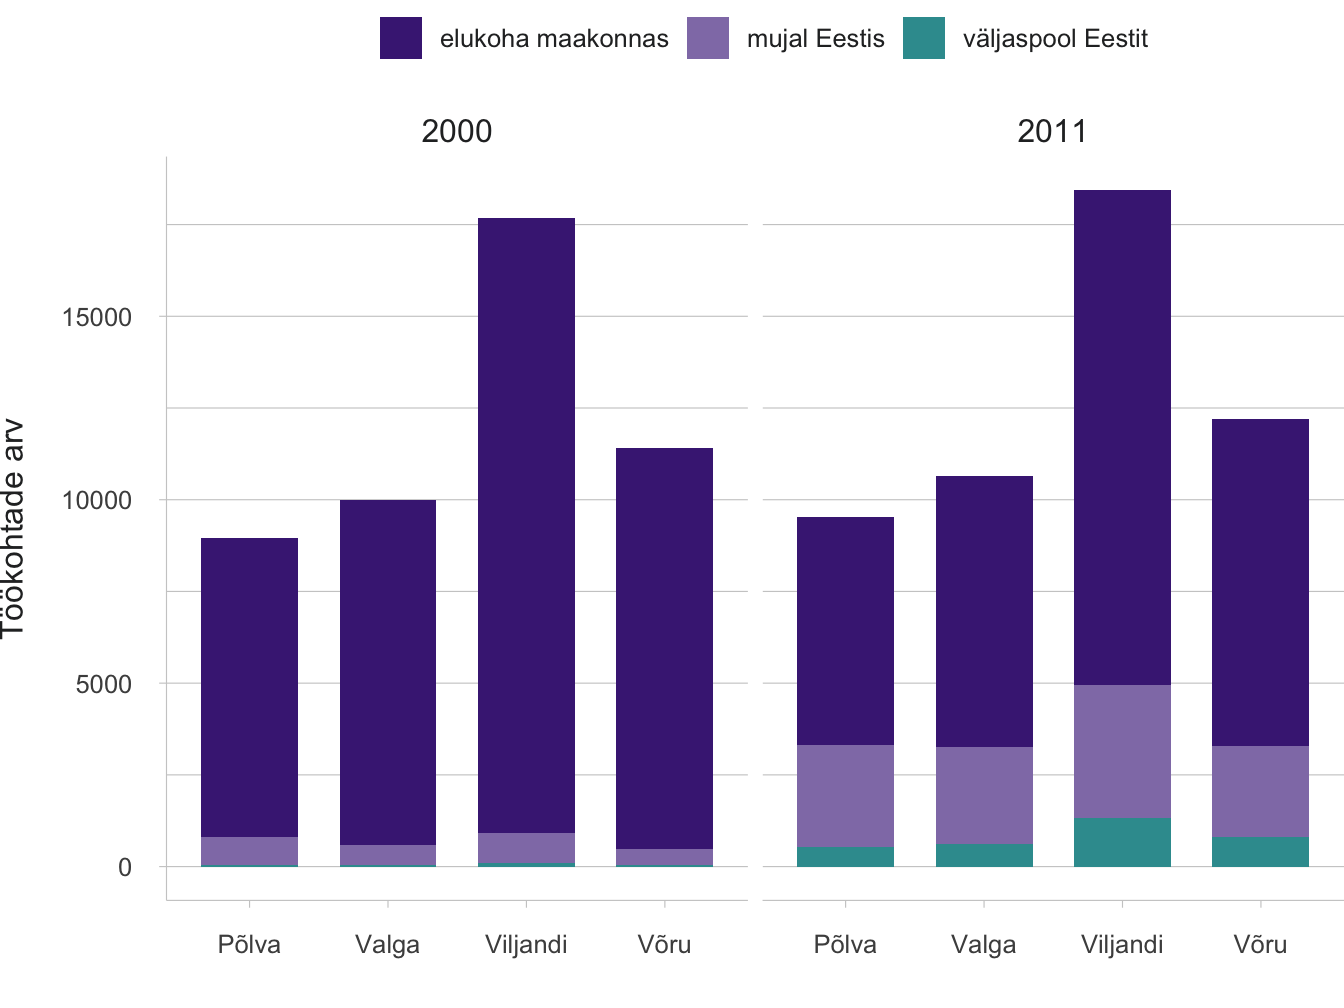 elukoha maakonnas mujal Eestis väljaspool Eestit
2000 2011
Töökohtade arv
15000
10000
5000
0
Põlva Valga Viljandi Võru Põlva Valga Viljandi Võru